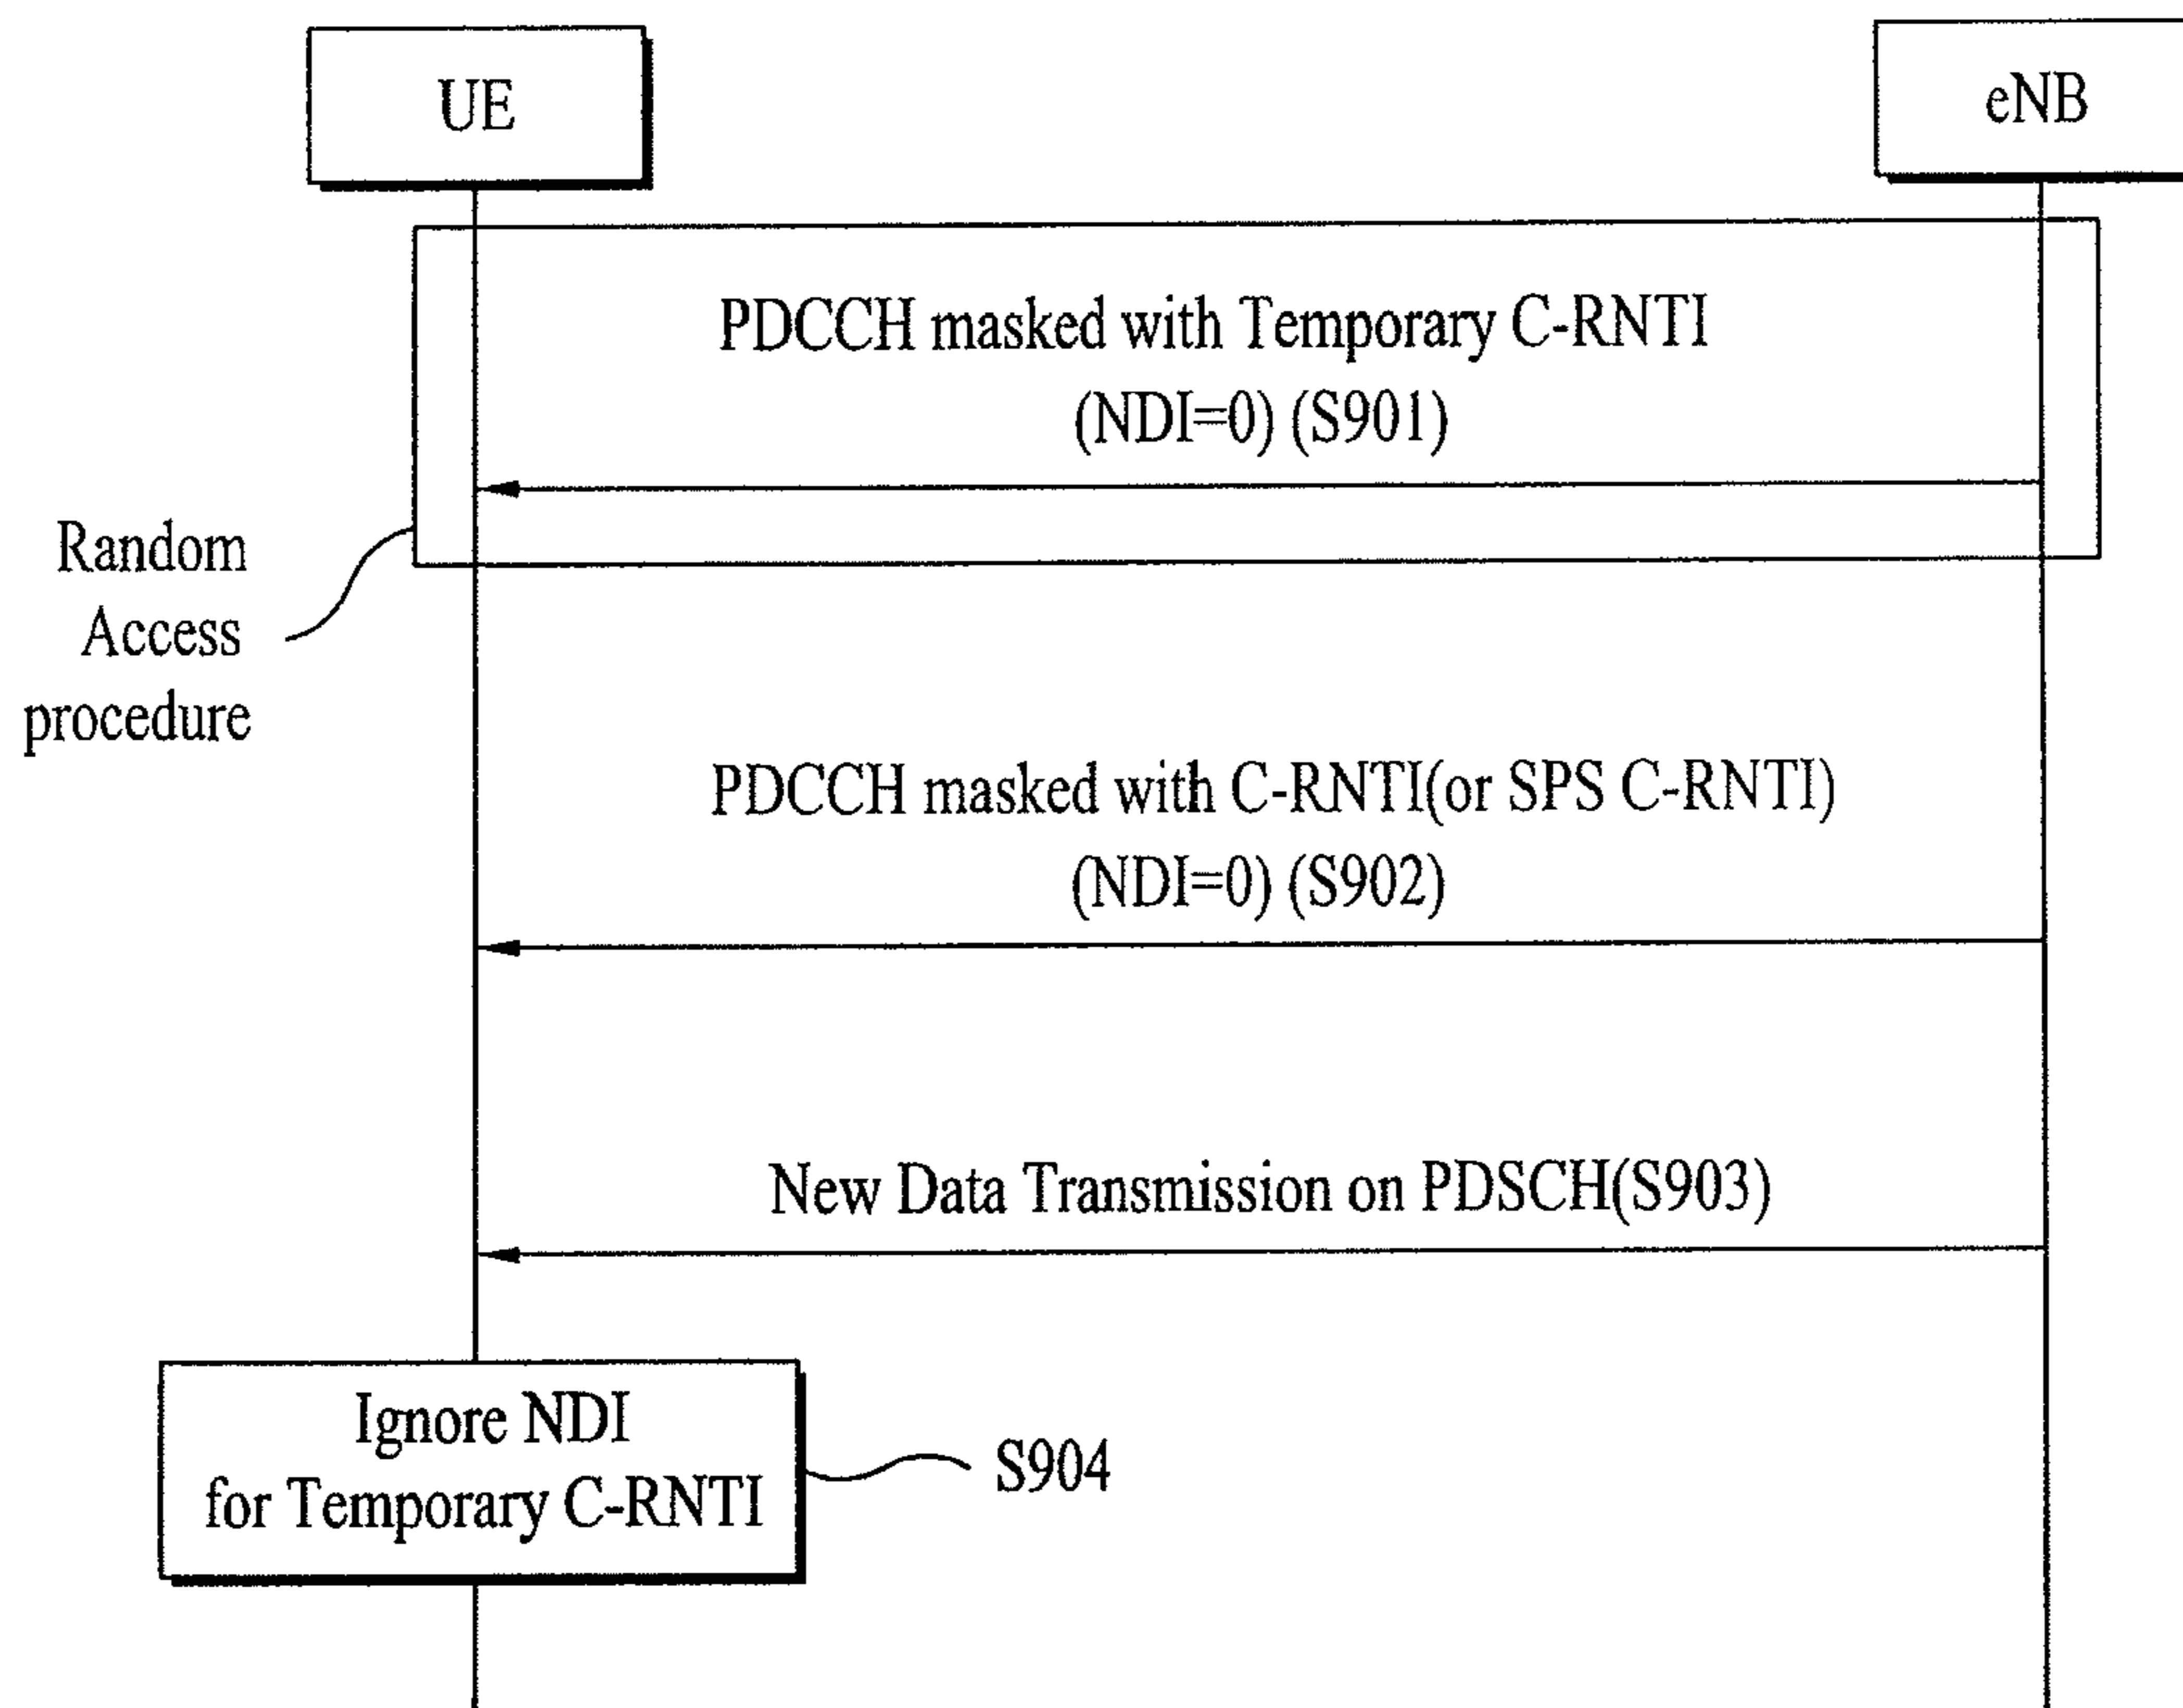 UE
eNB
PDCCH masked with Temporary C-RNTI
(NDI=0) (S901)
Random
Access
procedure
PDCCH masked with C-RNTI(or SPS C-RNTI)
(NDI=0) (S902)
New Data Transmission on PDSCH(S903)
Ignore NDI
for Temporary C-RNTI
S904